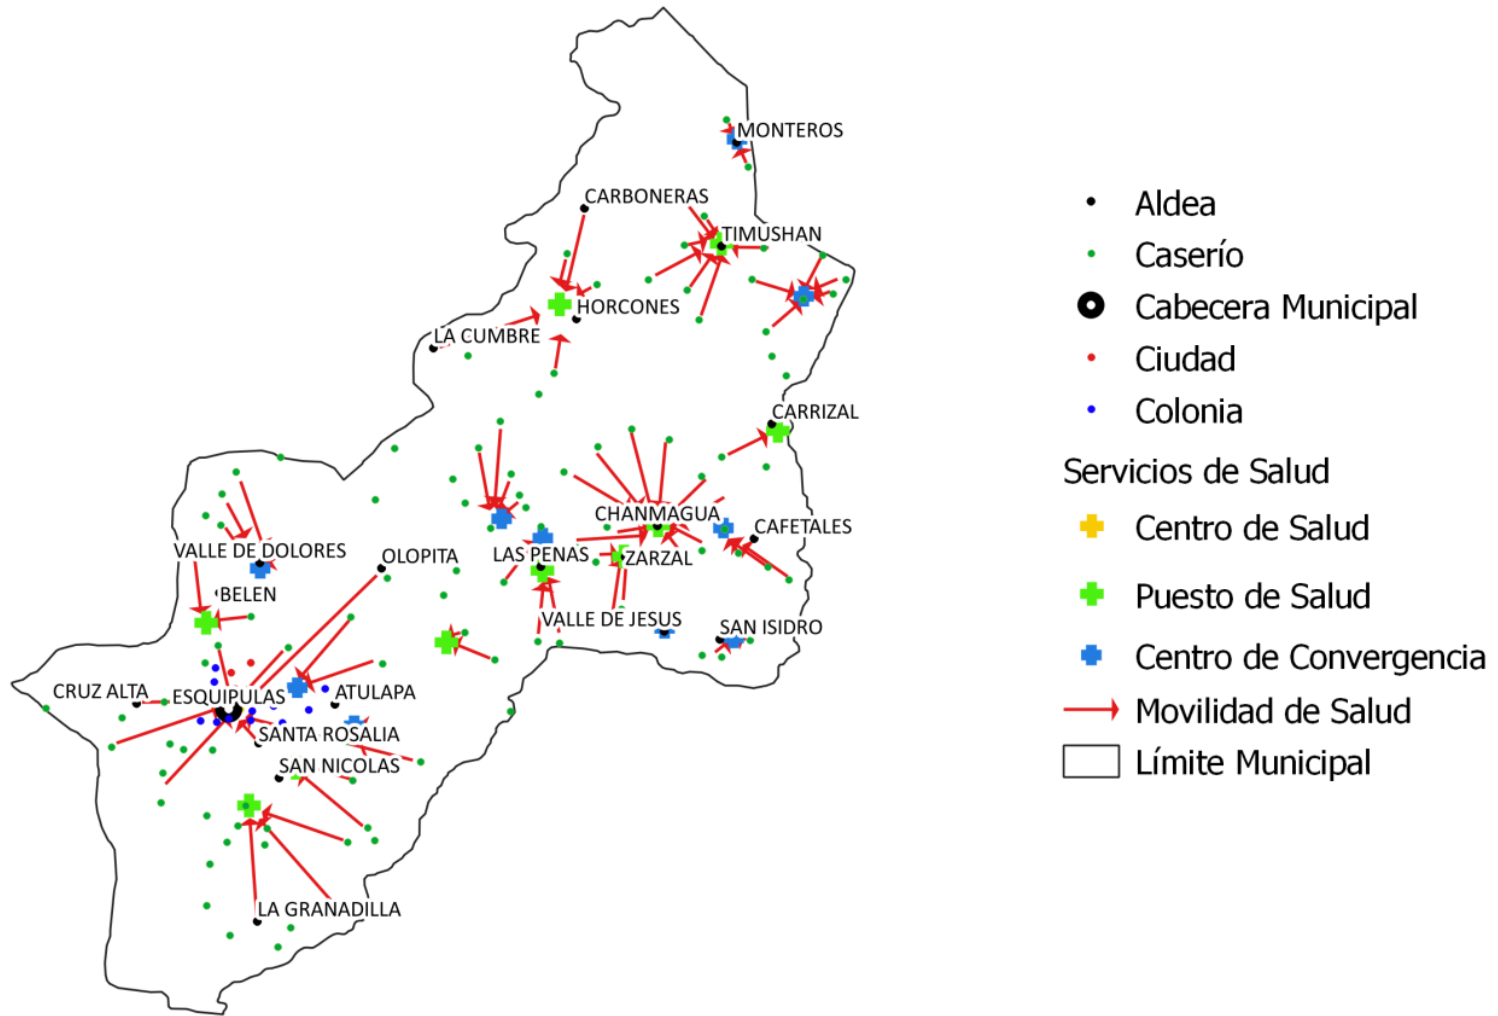 MONTEROS
CARBONERAS
TIMUSHAN
HORCONES
LA CUMBRE
CARRIZAL
CHANMAGUA
CAFETALES
VALLE DE DOLORES
OLOPITA
LAS PENAS
ZARZAL
BELEN
VALLE DE JESUS
SAN ISIDRO
CRUZ ALTA
ESQUIPULAS
ATULAPA
SANTA ROSALIA
SAN NICOLAS
LA GRANADILLA
Aldea
Caserío
Cabecera Municipal
Ciudad
Colonia
Servicios de Salud
Centro de Salud
Puesto de Salud
Centro de Convergencia
Movilidad de Salud
Límite Municipal